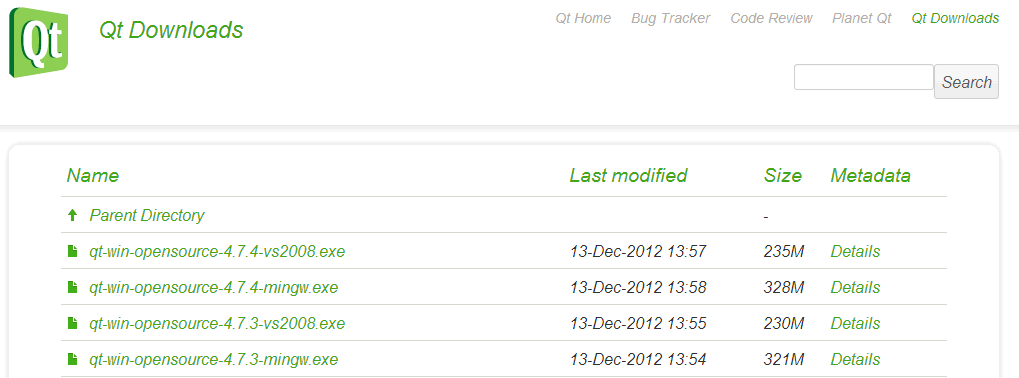 Qt Qt Downloads Qt Home Bug Tracker Code Review Planet Qt Qt Downloads
Search
Name Last modified Size Metadata
Parent Directory -
qt-win-opensource-4.7.4-vs2008.exe 13-Dec-2012 13:57 235M Details
qt-win-opensource-4.7.4-mingw.exe 13-Dec-2012 13:58 328M Details
qt-win-opensource-4.7.3-vs2008.exe 13-Dec-2012 13:55 230M Details
qt-win-opensource-4.7.3-mingw.exe 13-Dec-2012 13:54 321M Details